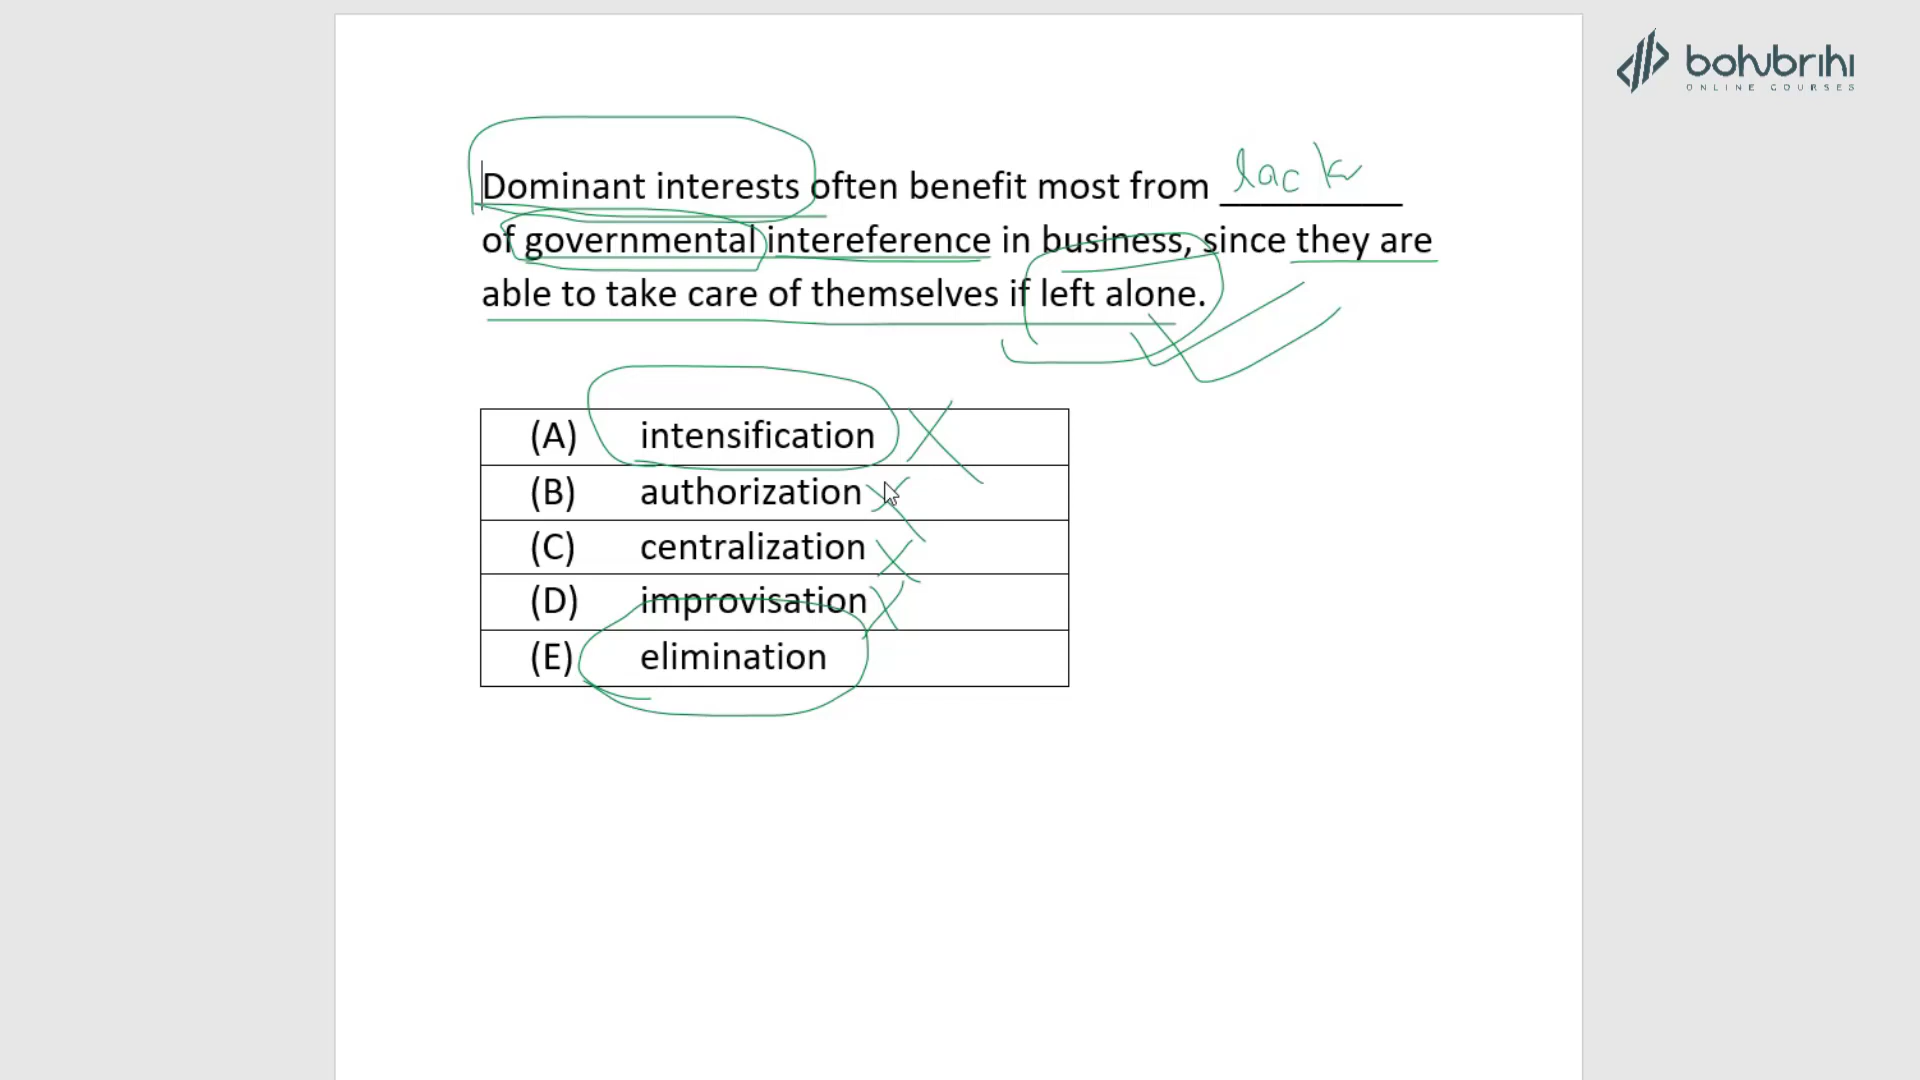 bohubrihi
ONLINE COURSES
Dominant interests often benefit most from lack
of governmental intereference in business, since they are
able to take care of themselves if left alone.
(A) intensification
(B) authorization
(C) centralization
(D) improvisation
(E) elimination